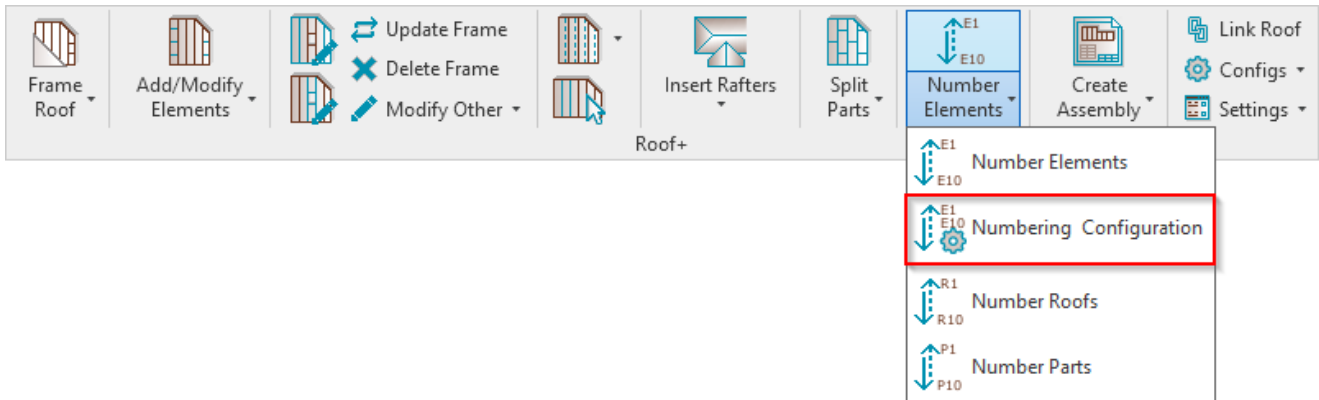 Frame
Roof
Add/Modify
Elements
Update Frame
Delete Frame
Modify Other
Insert Rafters
Split
Parts
E1
E10
Number
Elements
Create
Assembly
Link Roof
Configs
Settings
Roof+
E1
E10
Number Elements
E1
E10
Numbering Configuration
R1
R10
Number Roofs
P1
P10
Number Parts